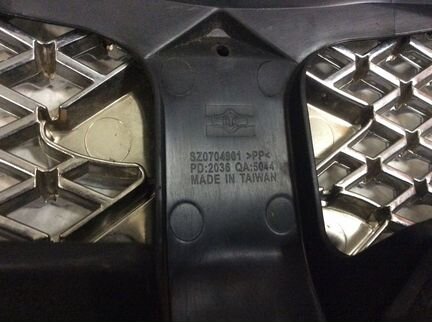 SZ0704901 >PP<
PD:2036 QA:5044
MADE IN TAIWAN